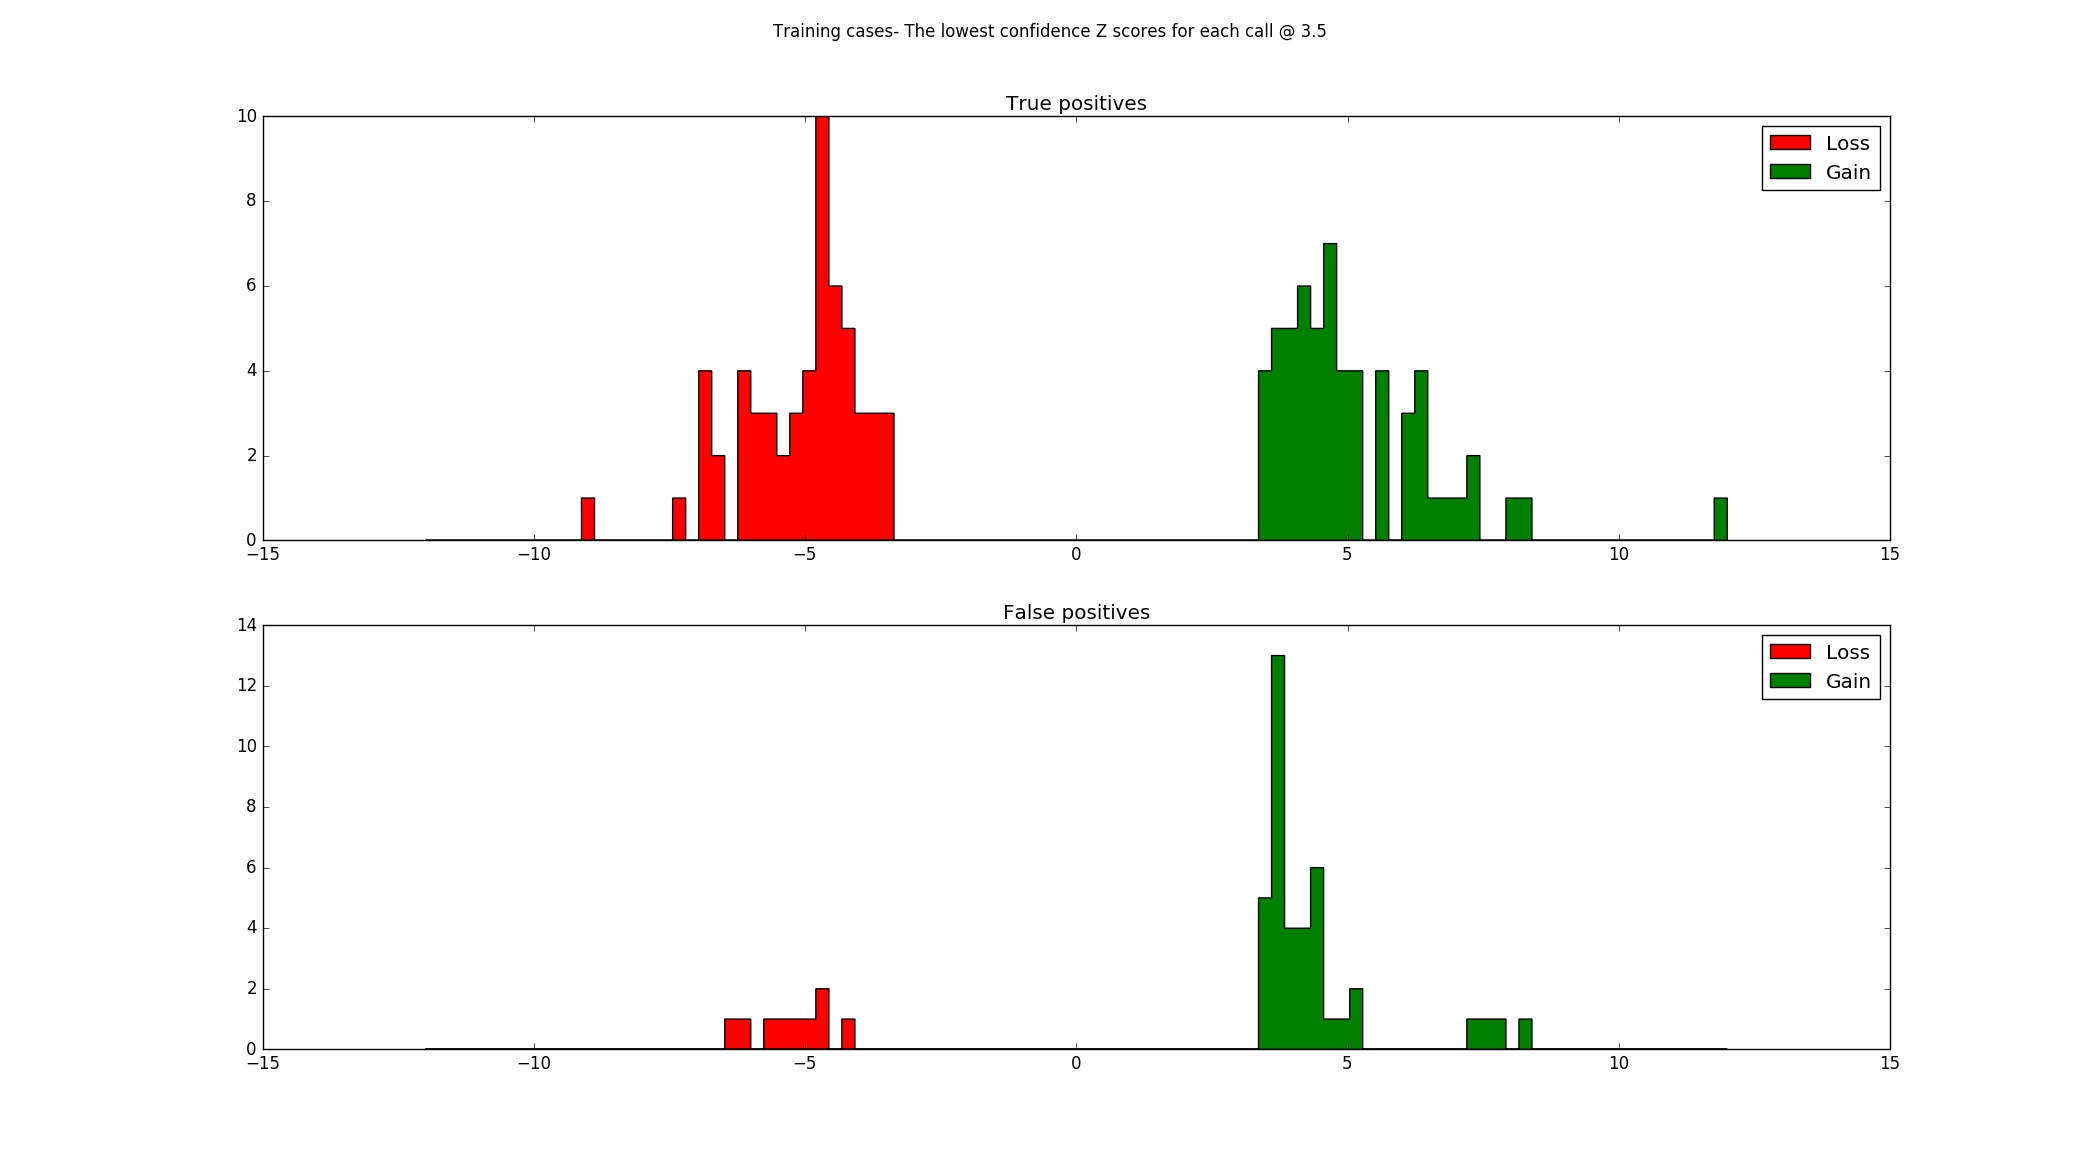 Training cases- The lowest confidence Z scores for each call @ 3.5
True positives
10
8
6
4
2
0
−15 −10 −5 0 5 10 15
Loss
Gain
False positives
14
12
10
8
6
4
2
0
−15 −10 −5 0 5 10 15
Loss
Gain